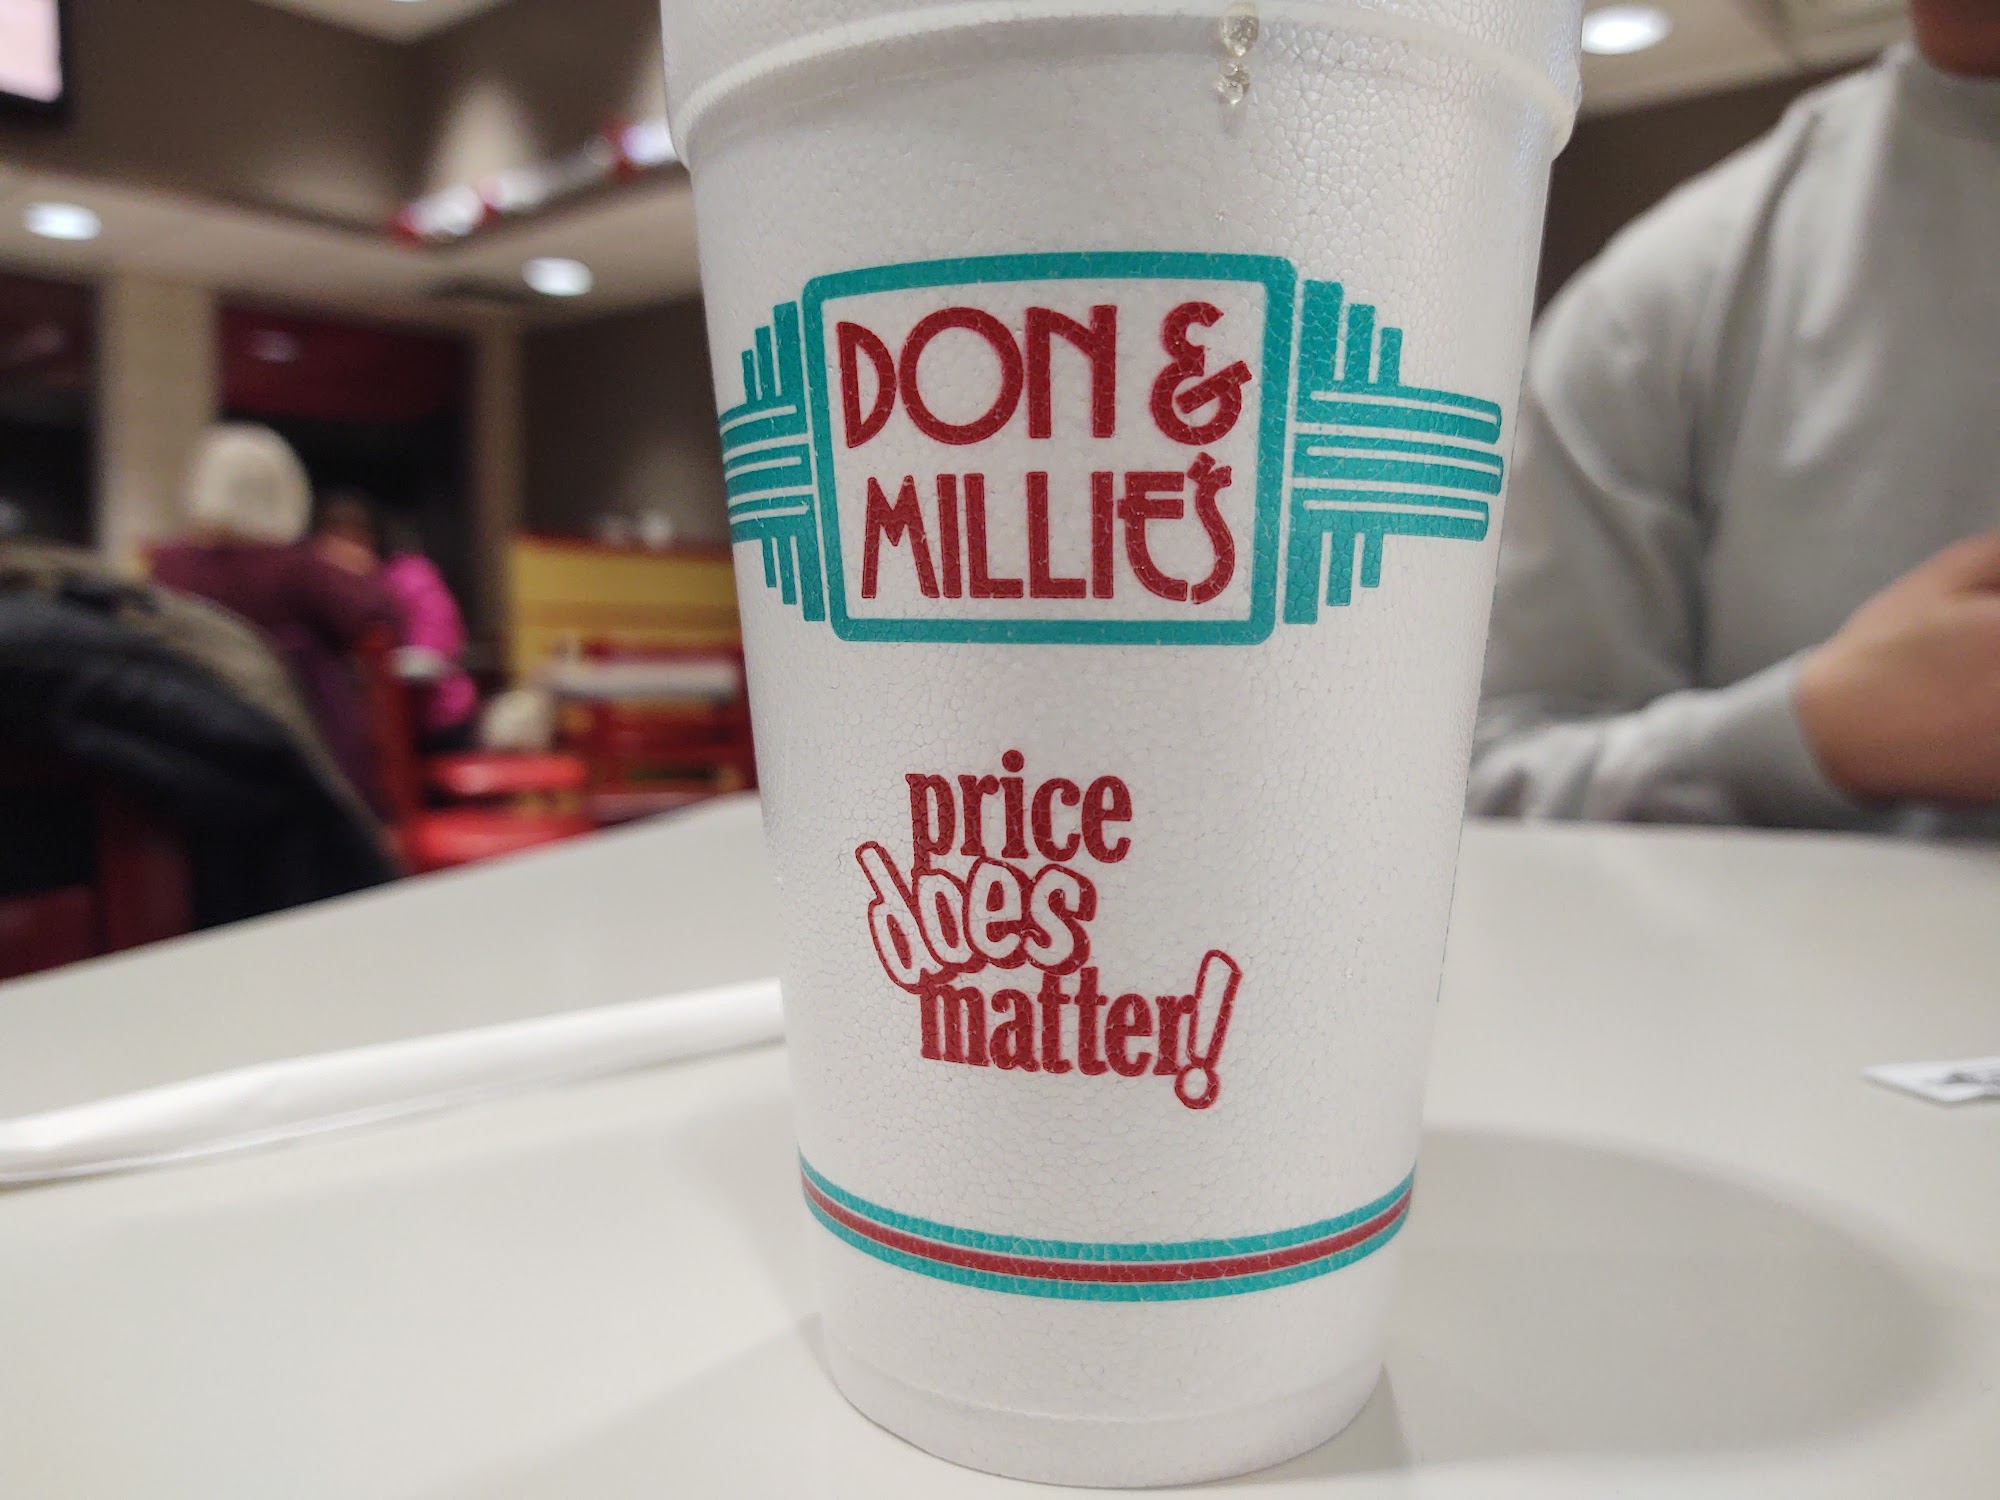 DON &
MILLIE'S
price
does
matter!